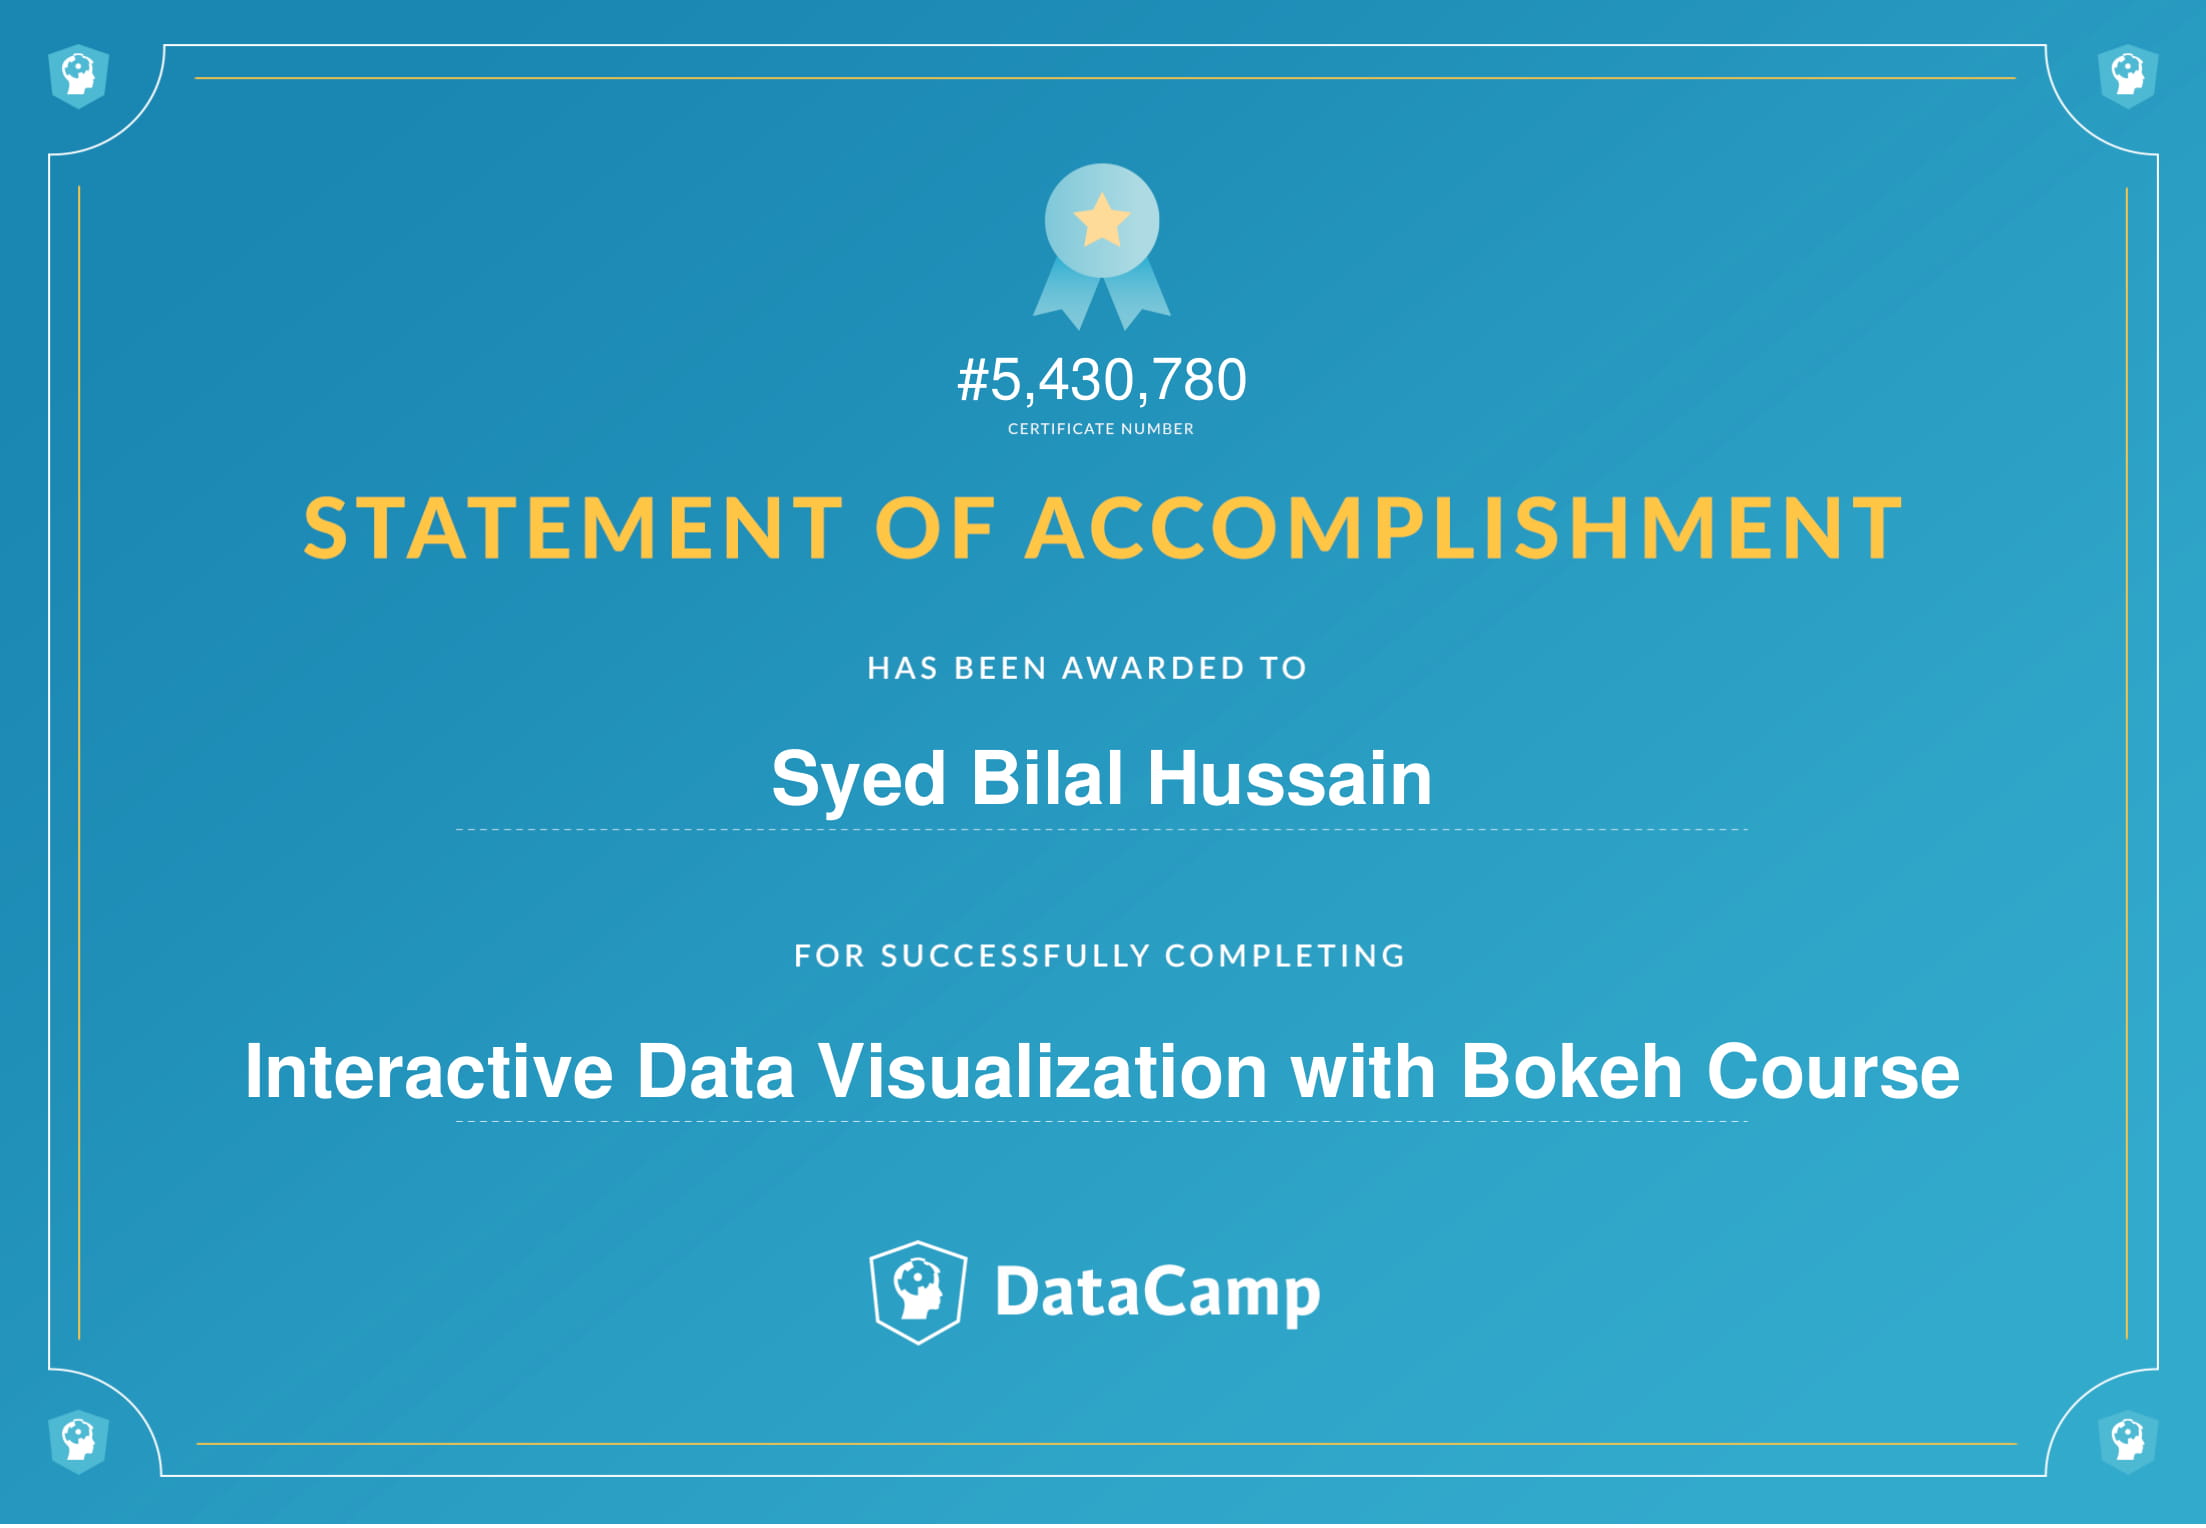 #5,430,780
CERTIFICATE NUMBER
STATEMENT OF ACCOMPLISHMENT
HAS BEEN AWARDED TO
Syed Bilal Hussain
FOR SUCCESSFULLY COMPLETING
Interactive Data Visualization with Bokeh Course
DataCamp